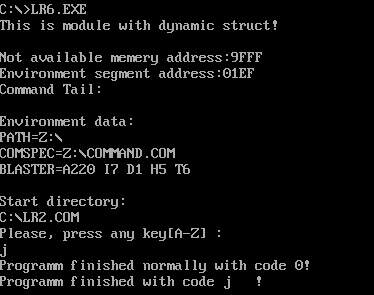 C:\>LR6.EXE
This is module with dynamic struct!
Not available memery address:9FFF
Environment segment address:01EF
Command Tail:
Environment data:
PATH=Z:\
COMSPEC=Z:\COMMAND.COM
BLASTER=A220 I7 D1 H5 T6
Start directory:
C:\LR2.COM
Please, press any key[A-Z] :
j
Programm finished normally with code 0!
Programm finished with code j   !